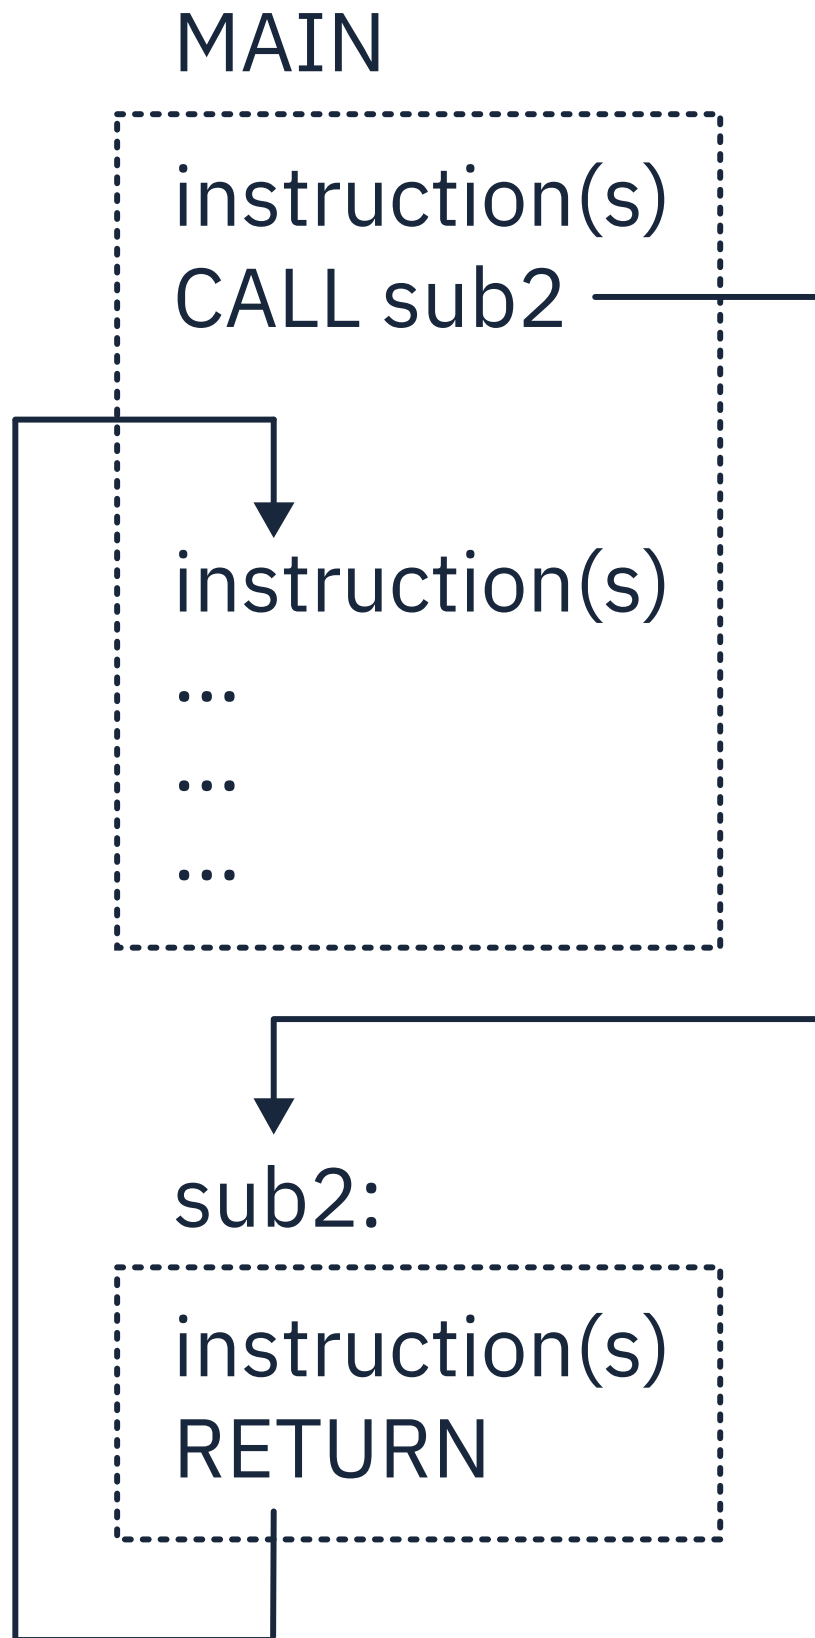 MAIN
instruction(s)
CALL sub2
instruction(s)
...
...
...
sub2:
instruction(s)
RETURN